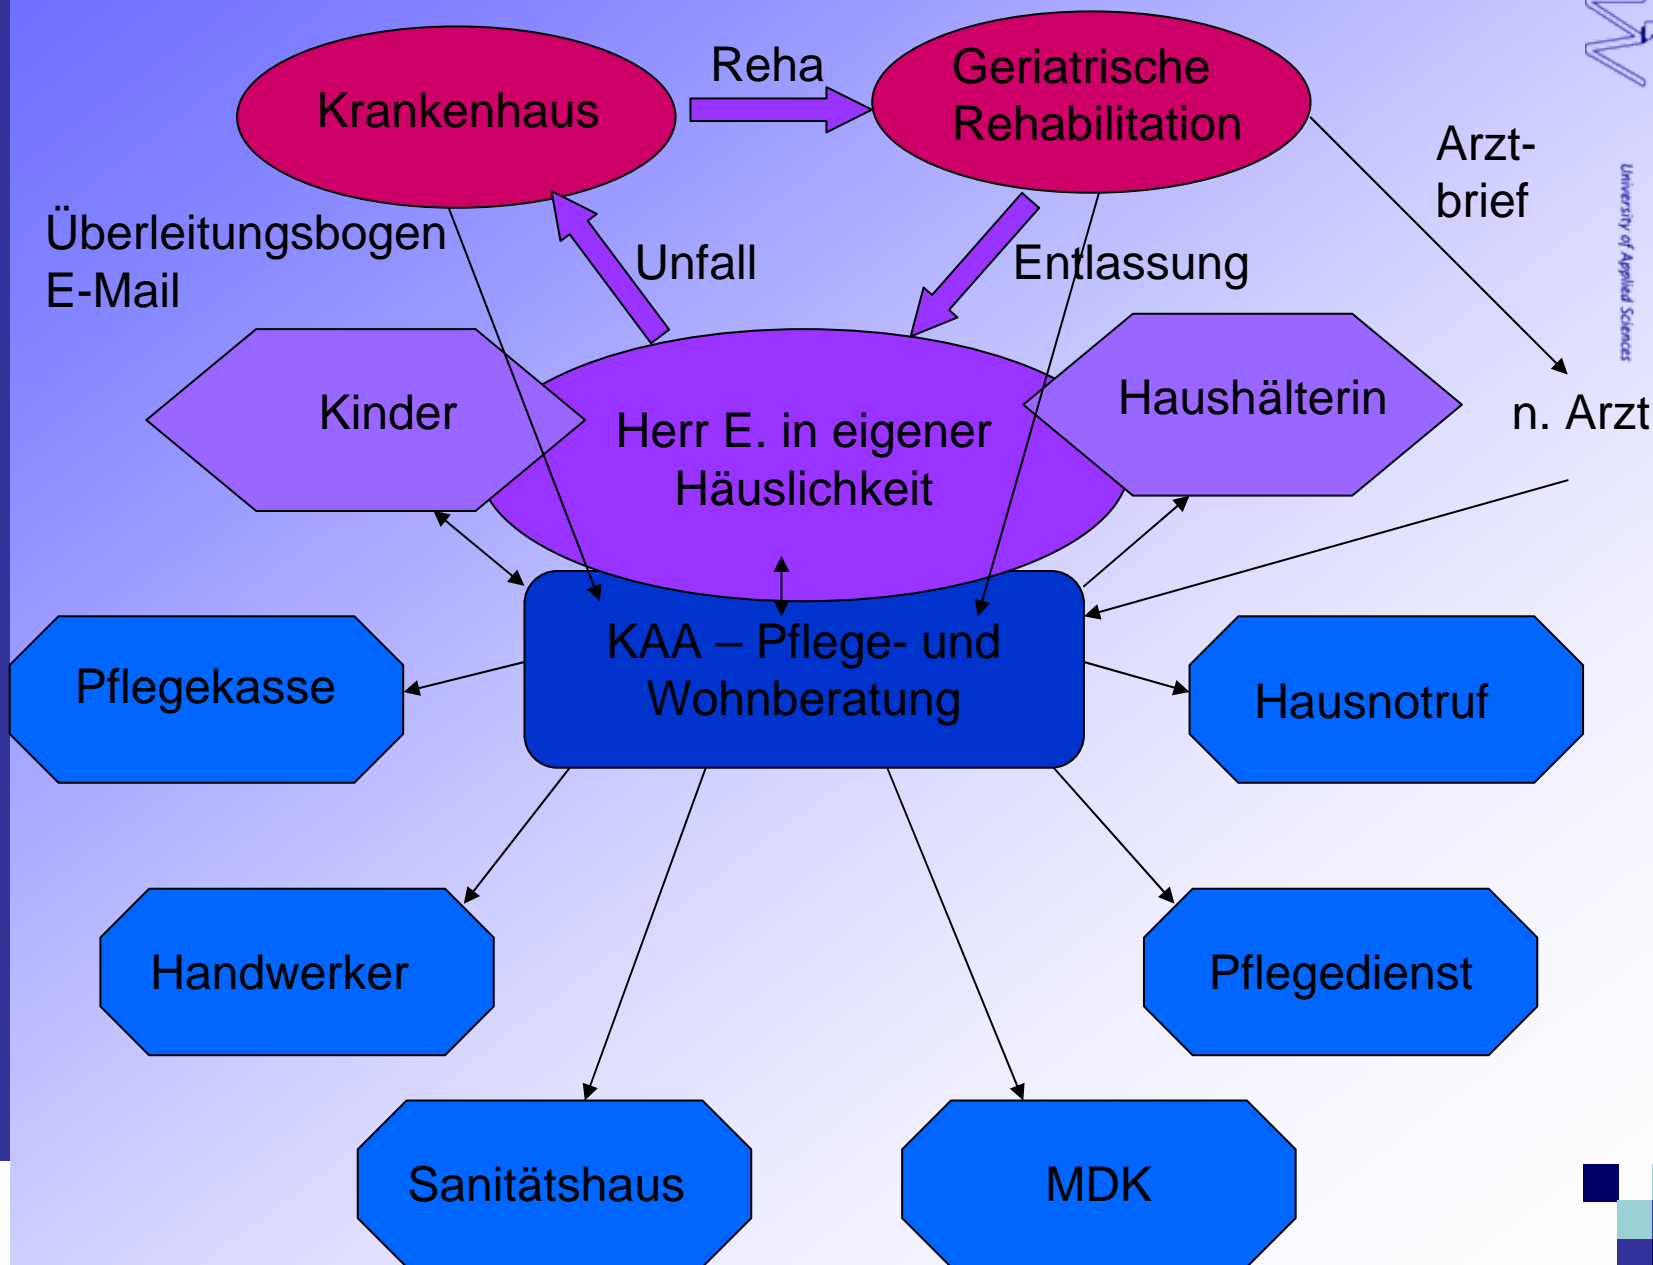 Krankenhaus
Reha
Geriatrische
Rehabilitation
Arzt-
brief
University of Applied Sciences
Überleitungsbogen
E-Mail
Unfall
Entlassung
Kinder
Herr E. in eigener
Häuslichkeit
Haushälterin
n. Arzt
Pflegekasse
KAA – Pflege- und
Wohnberatung
Hausnotruf
Handwerker
Pflegedienst
Sanitätshaus
MDK